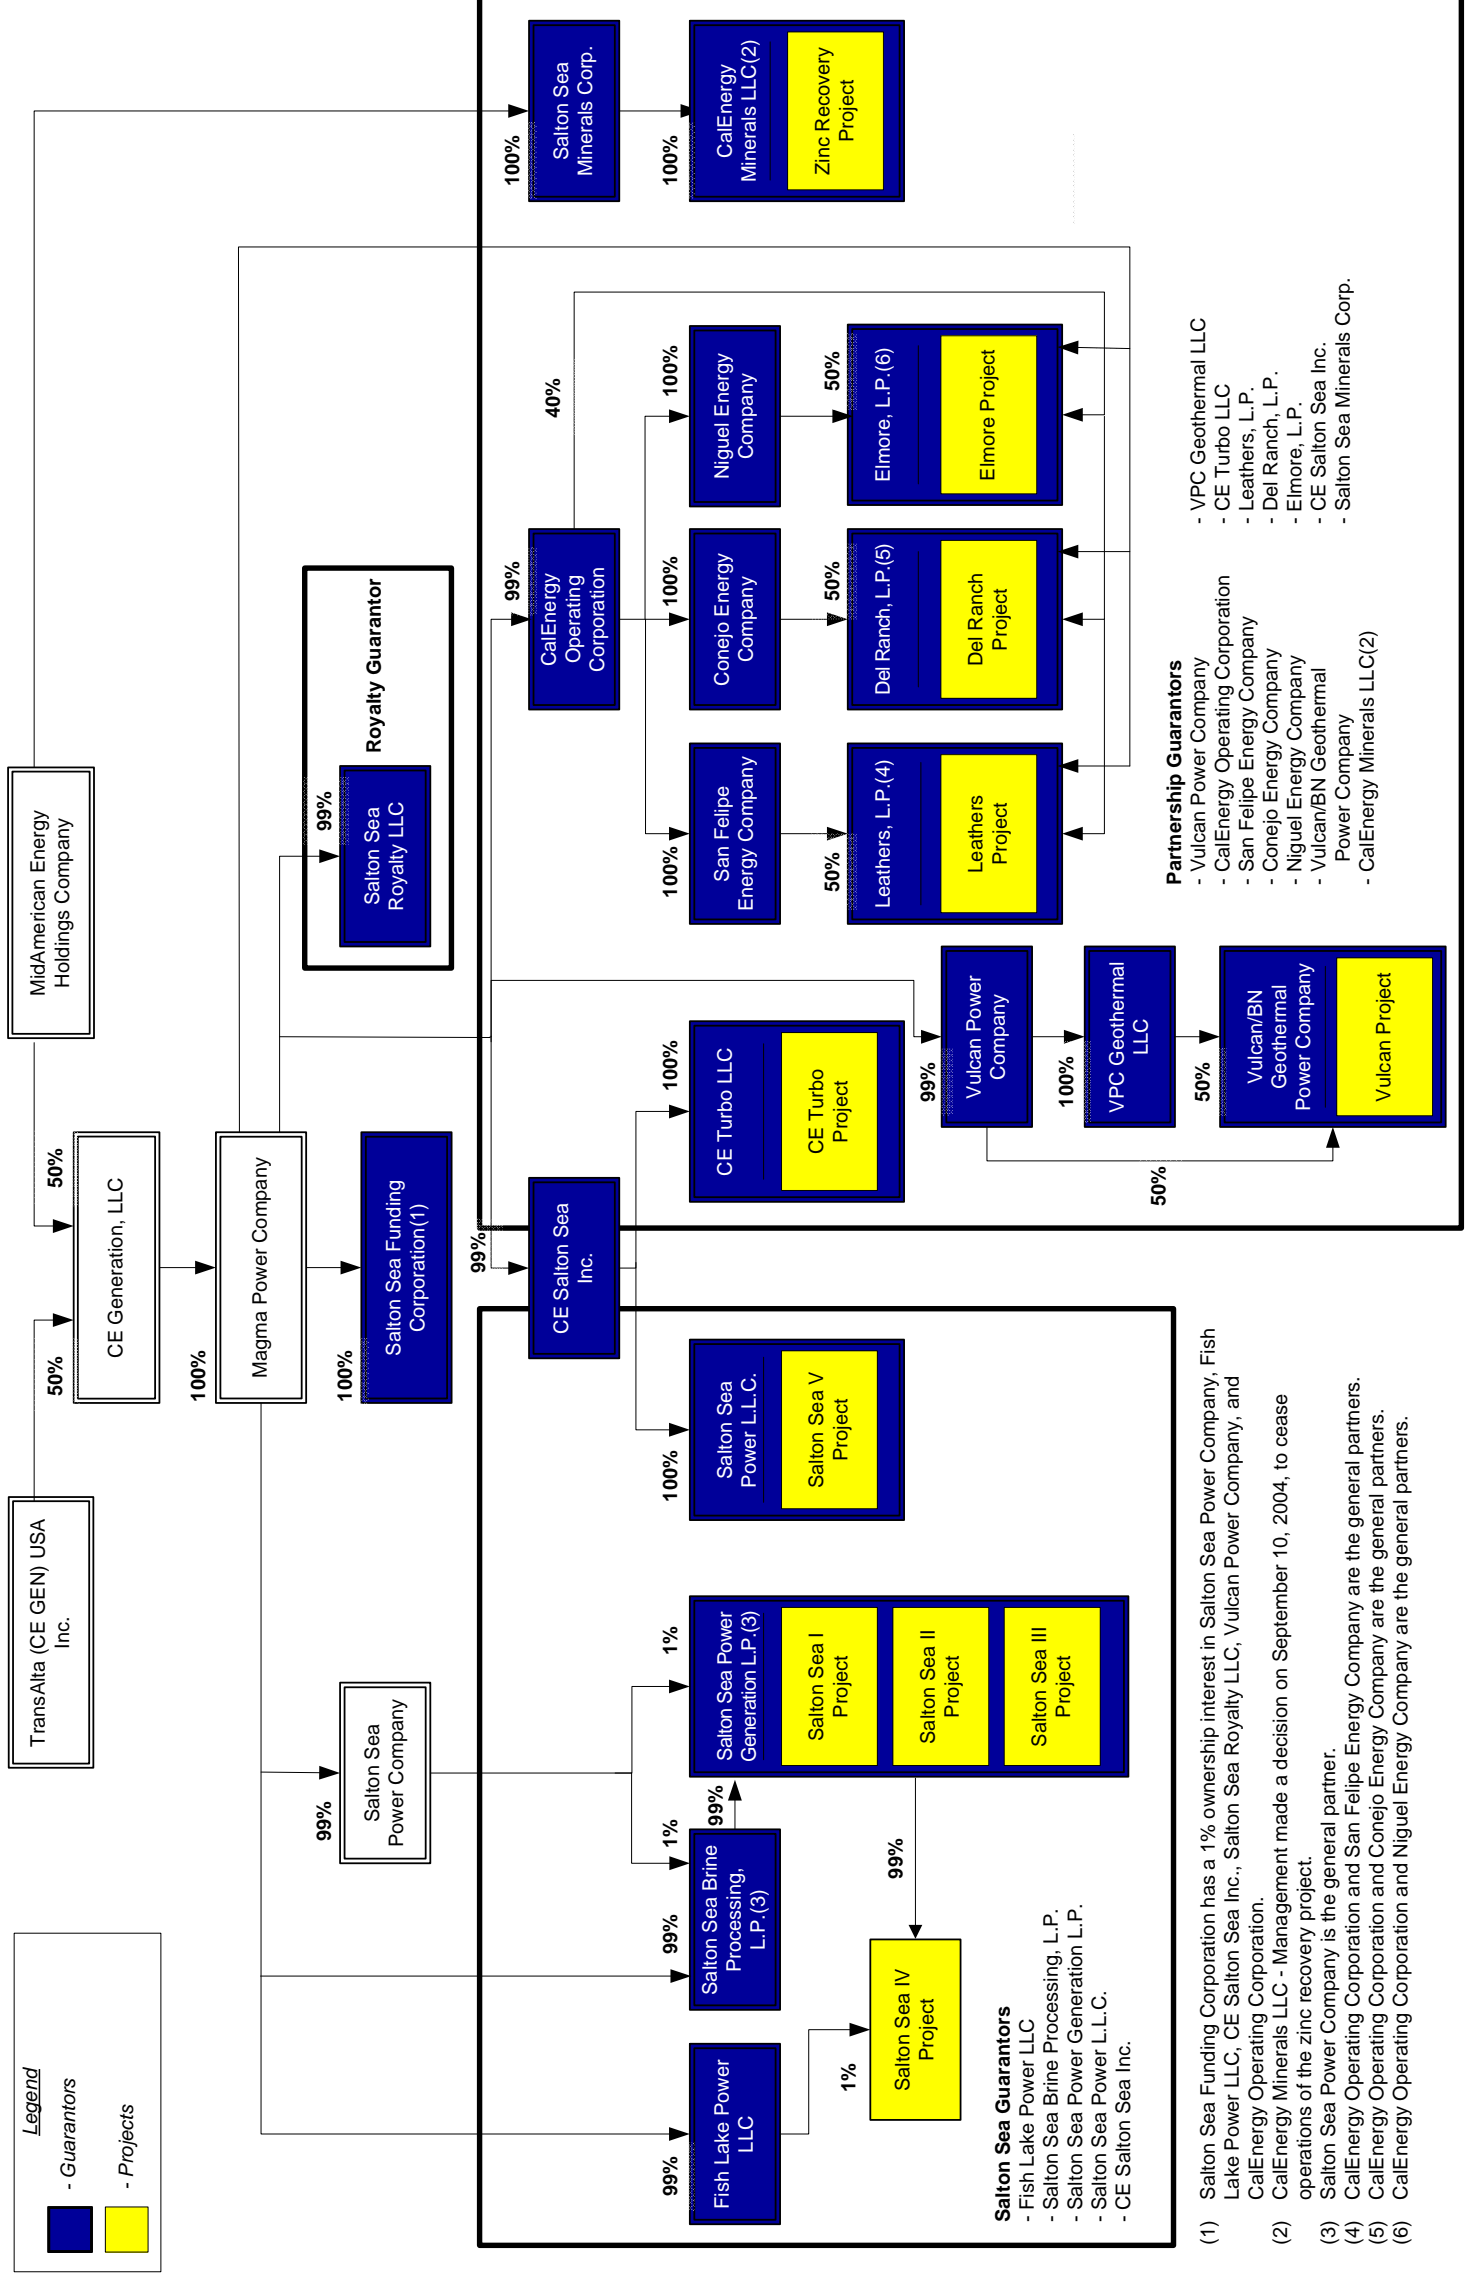 Legend
- Guarantors
- Projects
TransAlta (CE GEN) USA
Inc.
MidAmerican Energy
Holdings Company
50%
50%
CE Generation, LLC
100%
Magma Power Company
100%
Salton Sea Funding
Corporation(1)
99%
Salton Sea
Power Company
99%
Salton Sea
Royalty LLC
Royalty Guarantor
99%
Fish Lake Power
LLC
99%
1%
Salton Sea Brine
Processing,
L.P.(3)
99%
1%
Salton Sea Power
Generation L.P.(3)
Salton Sea I
Project
Salton Sea II
Project
Salton Sea III
Project
99%
1%
Salton Sea IV
Project
100%
Salton Sea
Power L.L.C.
Salton Sea V
Project
99%
CE Salton Sea
Inc.
100%
CE Turbo LLC
CE Turbo
Project
99%
Vulcan Power
Company
100%
VPC Geothermal
LLC
50%
50%
Vulcan/BN
Geothermal
Power Company
Vulcan Project
99%
CalEnergy
Operating
Corporation
40%
100%
San Felipe
Energy Company
100%
Conejo Energy
Company
100%
Niguel Energy
Company
50%
Leathers, L.P.(4)
Leathers
Project
50%
Del Ranch, L.P.(5)
Del Ranch
Project
50%
Elmore, L.P.(6)
Elmore Project
100%
Salton Sea
Minerals Corp.
100%
CalEnergy
Minerals LLC(2)
Zinc Recovery
Project
Salton Sea Guarantors
- Fish Lake Power LLC
- Salton Sea Brine Processing, L.P.
- Salton Sea Power Generation L.P.
- Salton Sea Power L.L.C.
- CE Salton Sea Inc.
Partnership Guarantors
- Vulcan Power Company
- CalEnergy Operating Corporation
- San Felipe Energy Company
- Conejo Energy Company
- Niguel Energy Company
- Vulcan/BN Geothermal
Power Company
- CalEnergy Minerals LLC(2)
- VPC Geothermal LLC
- CE Turbo LLC
- Leathers, L.P.
- Del Ranch, L.P.
- Elmore, L.P.
- CE Salton Sea Inc.
- Salton Sea Minerals Corp.
(1) Salton Sea Funding Corporation has a 1% ownership interest in Salton Sea Power Company, Fish
Lake Power LLC, CE Salton Sea Inc., Salton Sea Royalty LLC, Vulcan Power Company, and
CalEnergy Operating Corporation.
(2) CalEnergy Minerals LLC - Management made a decision on September 10, 2004, to cease
operations of the zinc recovery project.
(3) Salton Sea Power Company is the general partner.
(4) CalEnergy Operating Corporation and San Felipe Energy Company are the general partners.
(5) CalEnergy Operating Corporation and Conejo Energy Company are the general partners.
(6) CalEnergy Operating Corporation and Niguel Energy Company are the general partners.